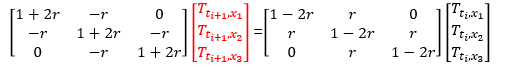 [1 + 2r −r 0] [T_{t_{i+1},x_1}] = [1 − 2r r 0] [T_{t_i,x_1}]
[−r 1 + 2r −r] [T_{t_{i+1},x_2}] [r 1 − 2r r] [T_{t_i,x_2}]
[0 −r 1 + 2r] [T_{t_{i+1},x_3}] [0 r 1 − 2r] [T_{t_i,x_3}]